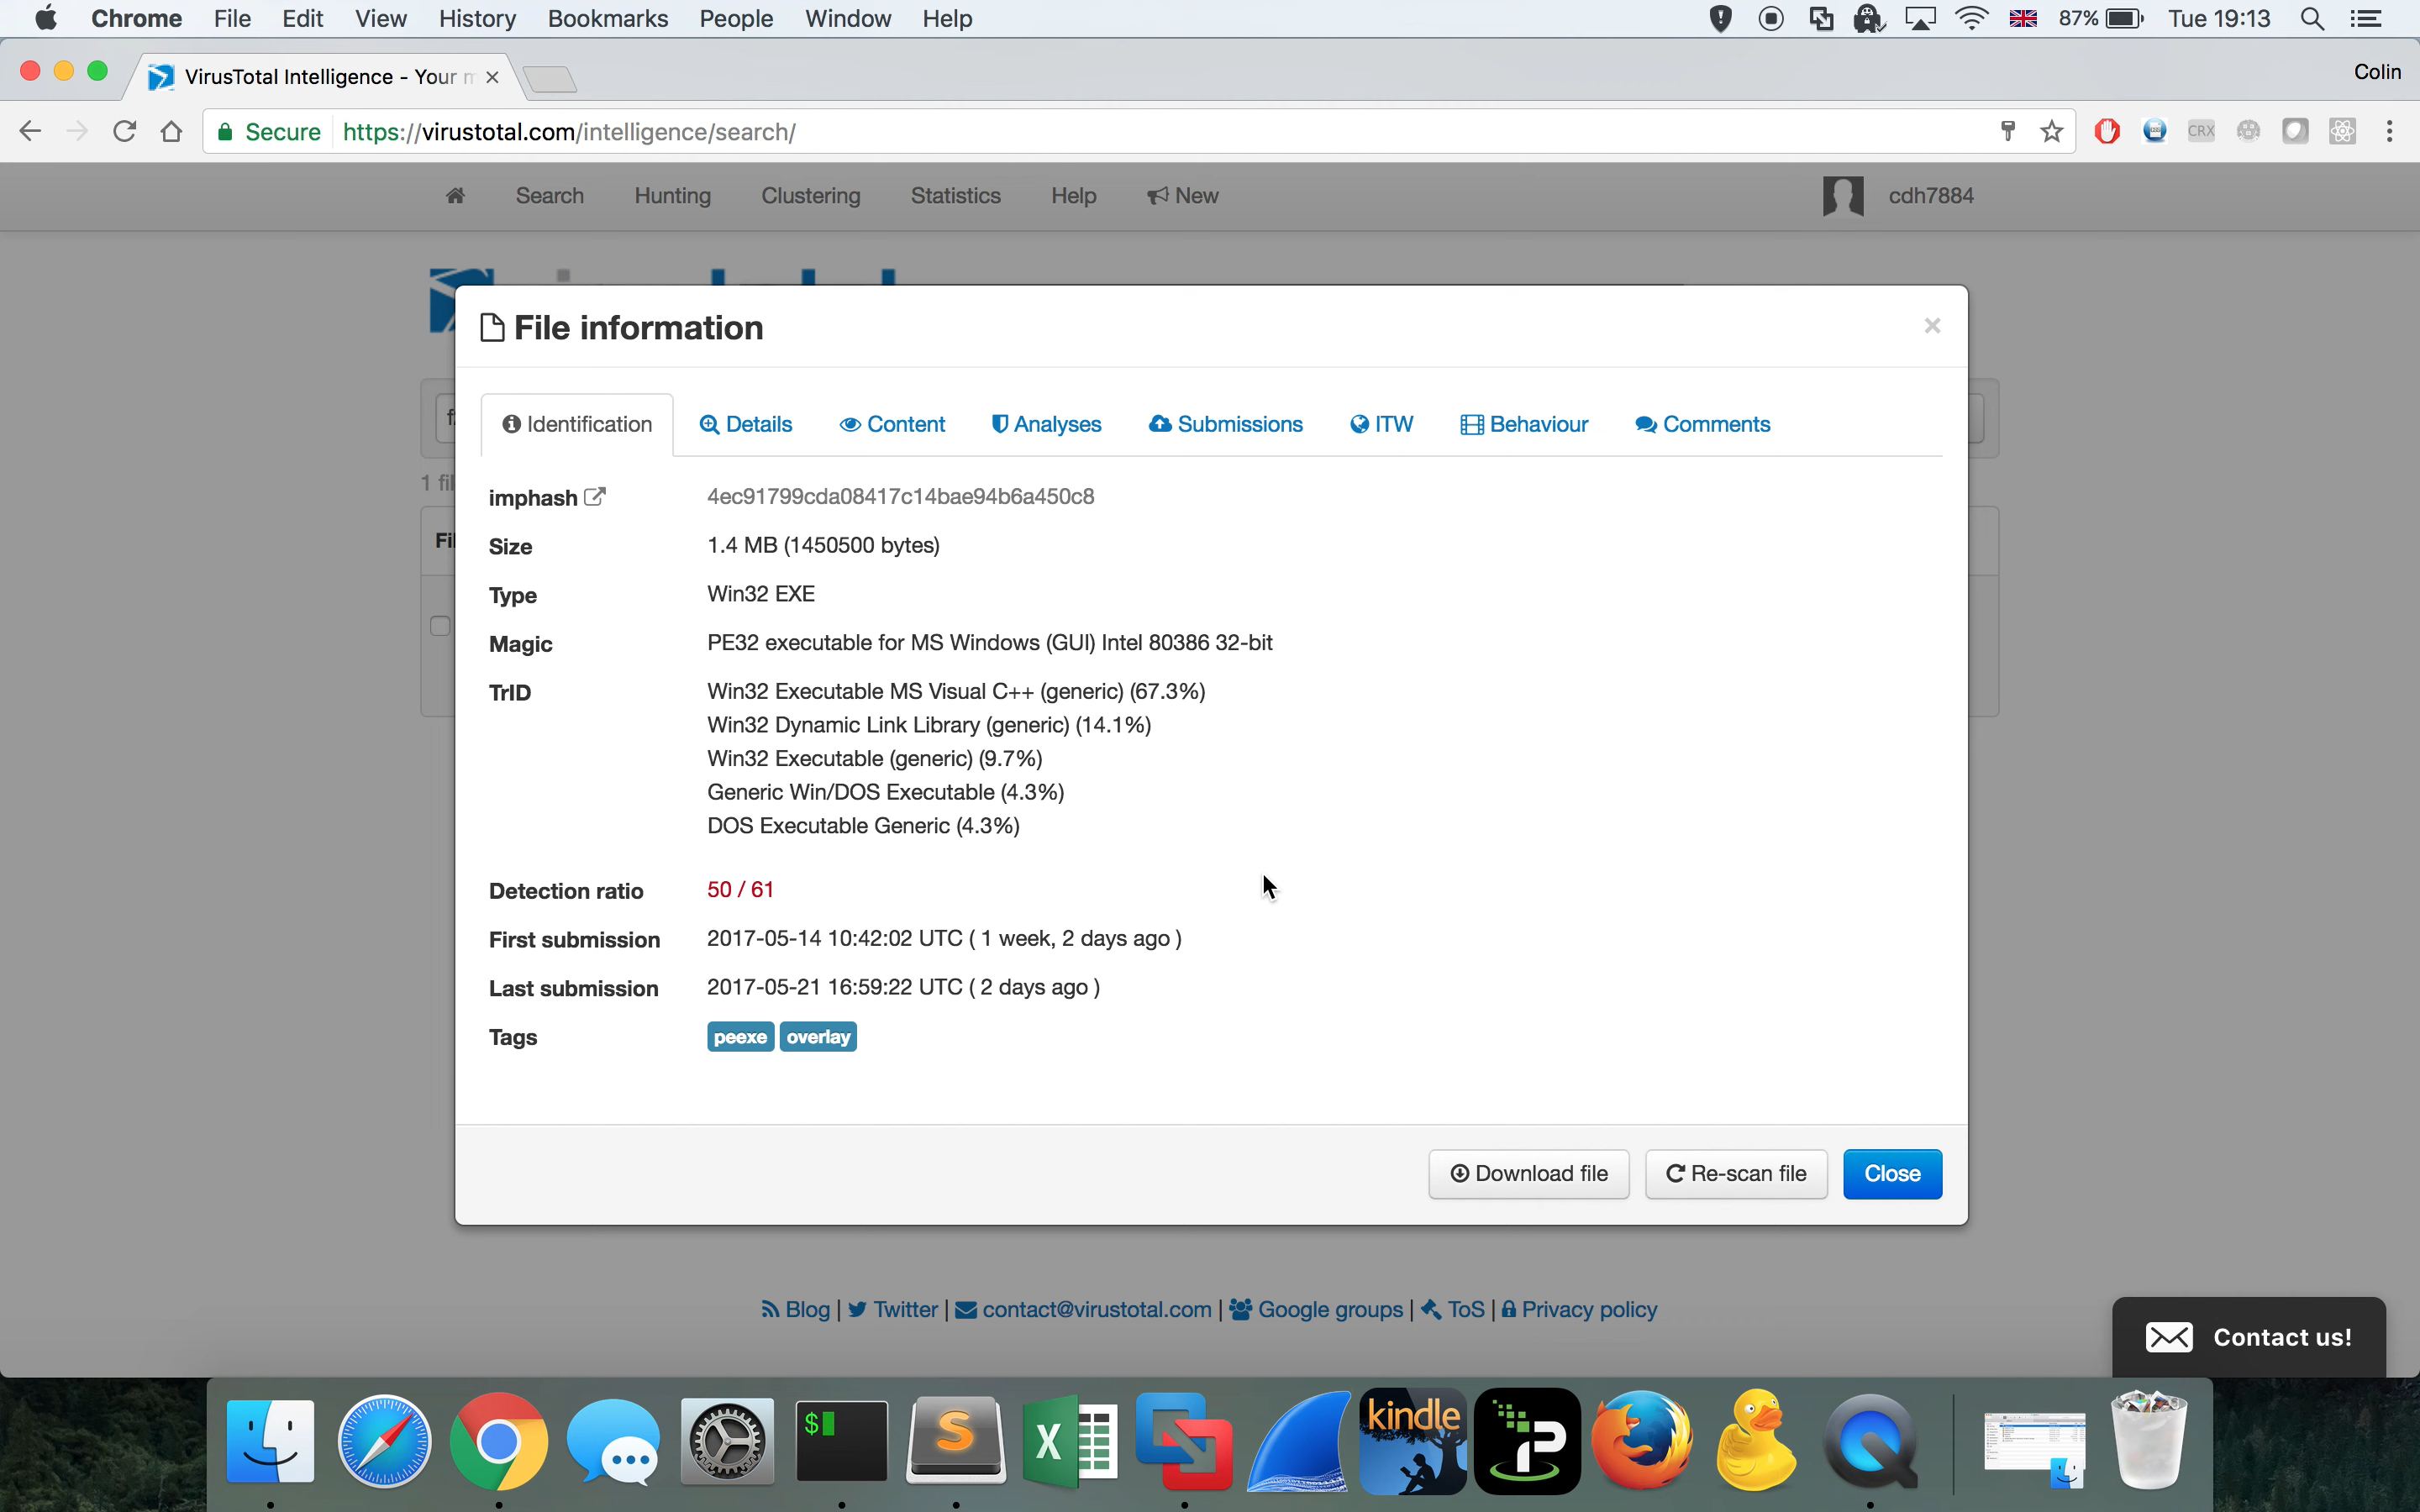 Chrome File Edit View History Bookmarks People Window Help 87% Tue 19:13
VirusTotal Intelligence - Your m Colin
Secure https://virustotal.com/intelligence/search/ CRX
Search Hunting Clustering Statistics Help New cdh7884
File information
Identification Details Content Analyses Submissions ITW Behaviour Comments
1 fil
Fil
imphash 4ec91799cda08417c14bae94b6a450c8
Size 1.4 MB (1450500 bytes)
Type Win32 EXE
Magic PE32 executable for MS Windows (GUI) Intel 80386 32-bit
TrID Win32 Executable MS Visual C++ (generic) (67.3%)
Win32 Dynamic Link Library (generic) (14.1%)
Win32 Executable (generic) (9.7%)
Generic Win/DOS Executable (4.3%)
DOS Executable Generic (4.3%)
Detection ratio 50 / 61
First submission 2017-05-14 10:42:02 UTC ( 1 week, 2 days ago )
Last submission 2017-05-21 16:59:22 UTC ( 2 days ago )
Tags peexe overlay
Download file Re-scan file Close
Blog | Twitter | contact@virustotal.com | Google groups | ToS | Privacy policy
Contact us!
$ S X kindle